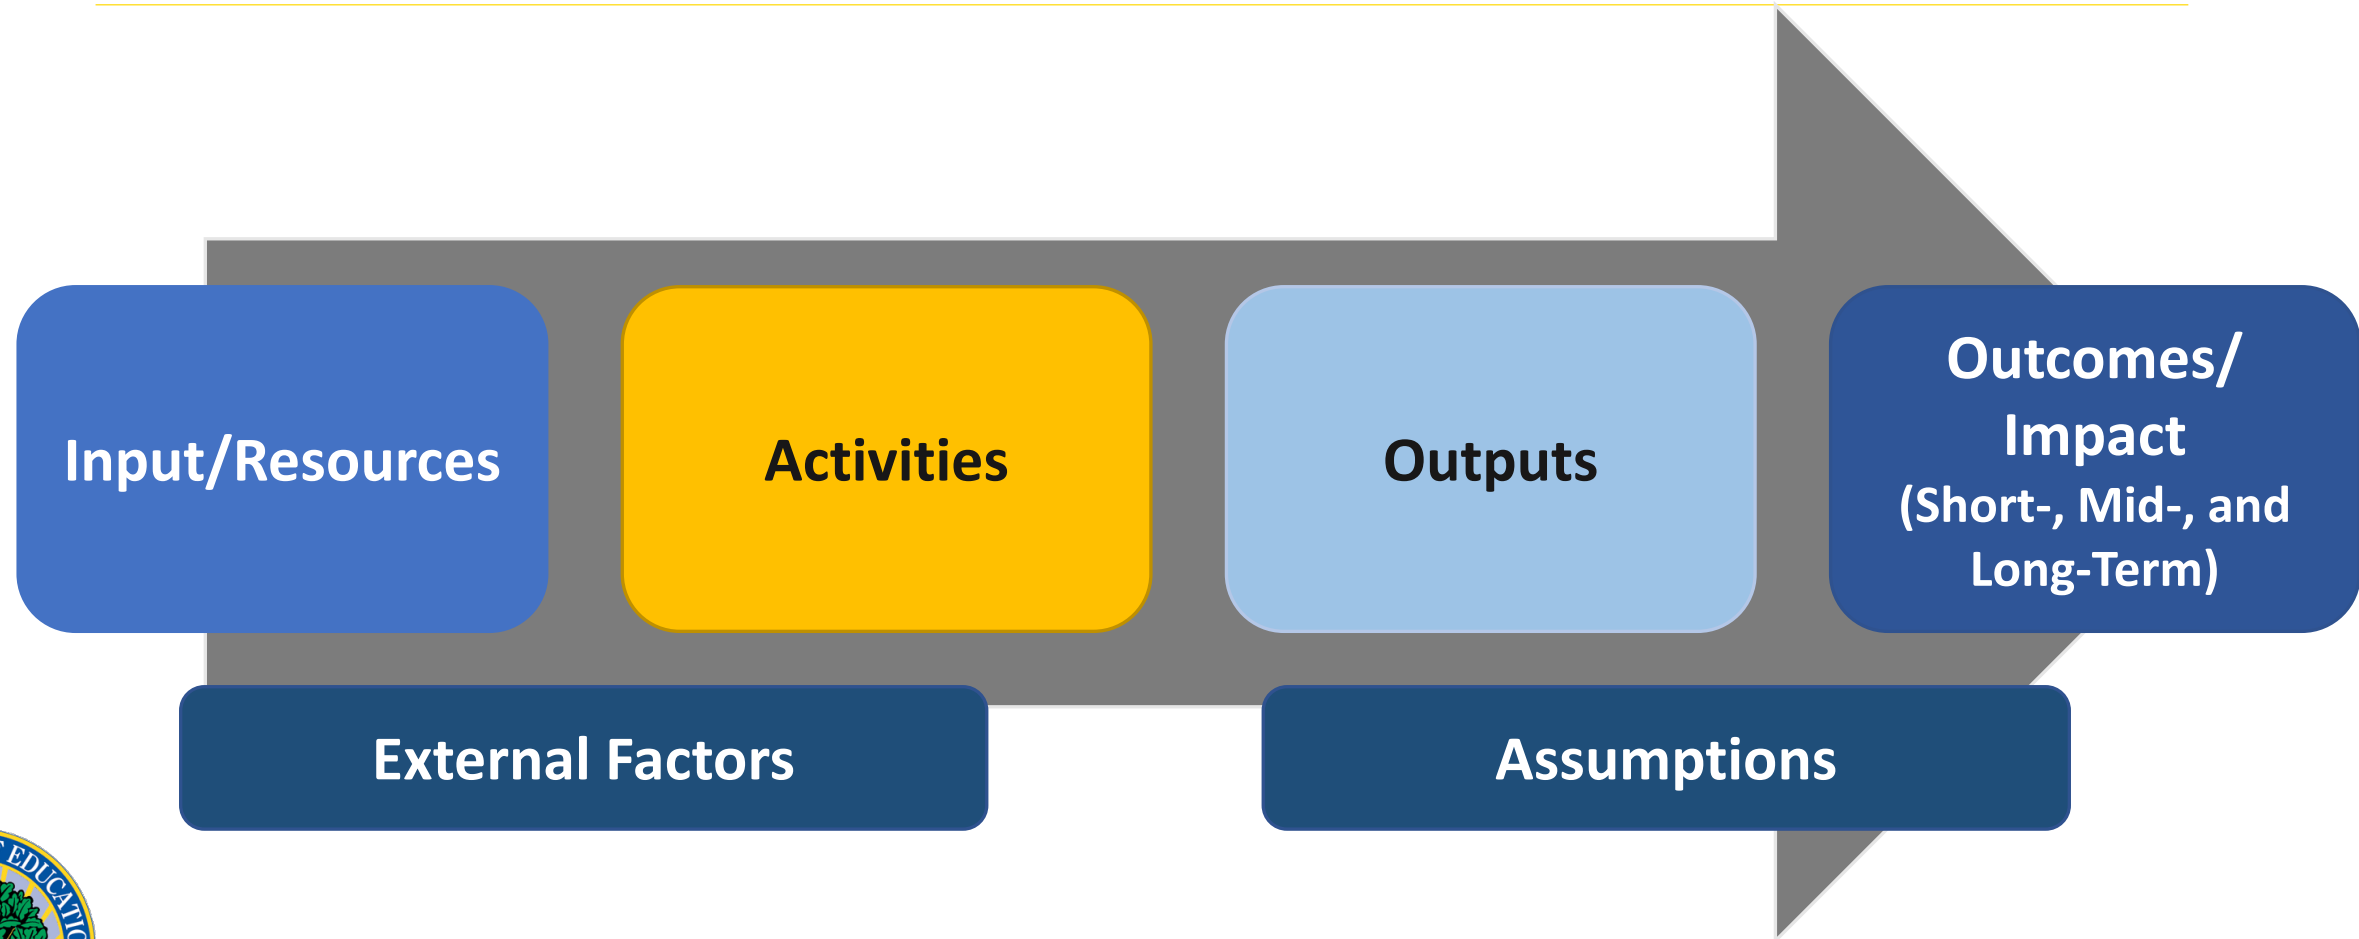 Input/Resources
Activities
Outputs
Outcomes/
Impact
(Short-, Mid-, and
Long-Term)
External Factors
Assumptions